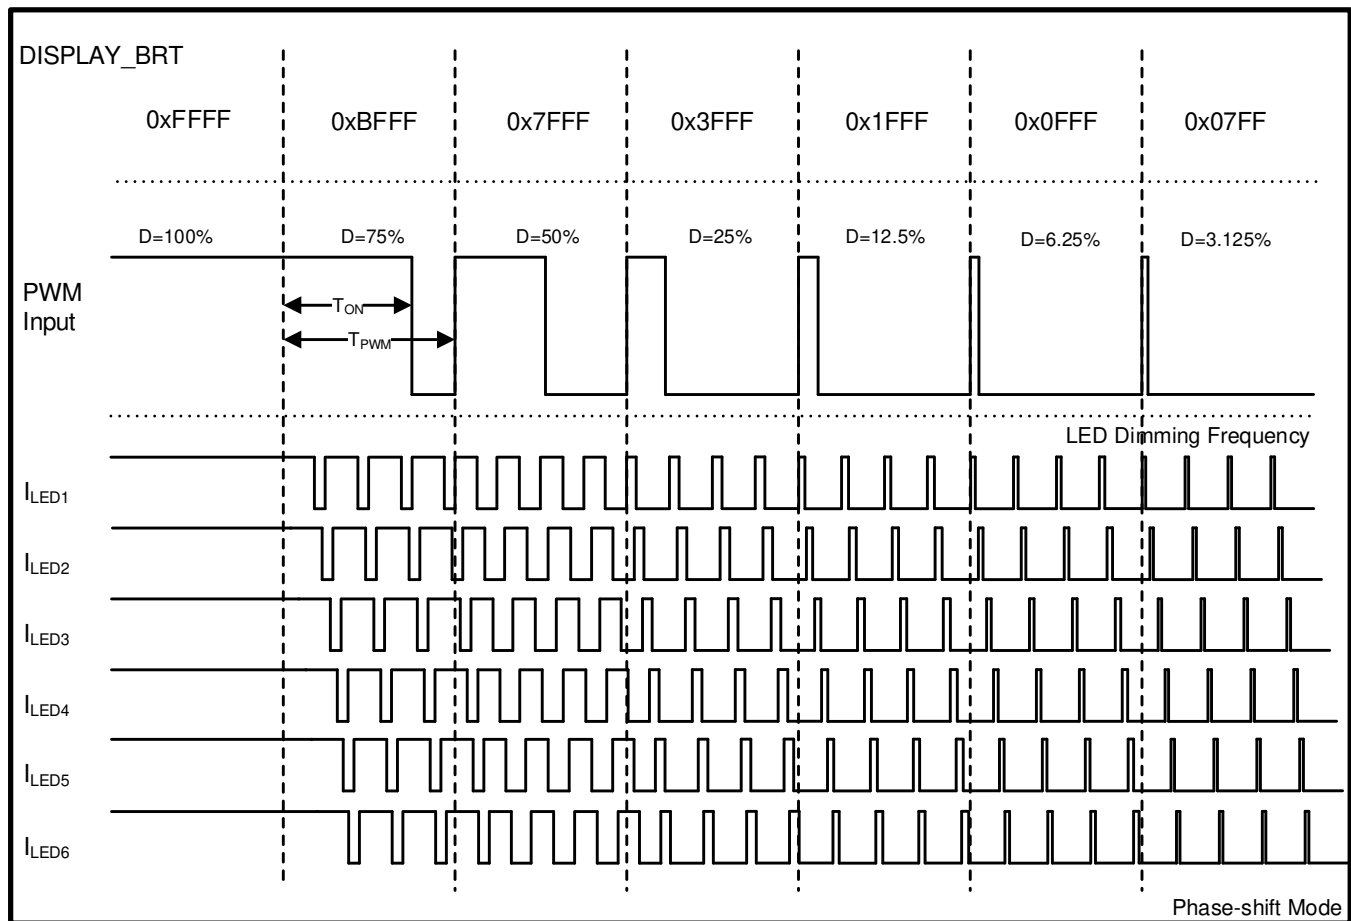 DISPLAY_BRT
0xFFFF 0xBFFF 0x7FFF 0x3FFF 0x1FFF 0x0FFF 0x07FF
D=100% D=75% D=50% D=25% D=12.5% D=6.25% D=3.125%
PWM
Input
TON
TPWM
LED Dimming Frequency
ILED1
ILED2
ILED3
ILED4
ILED5
ILED6
Phase-shift Mode